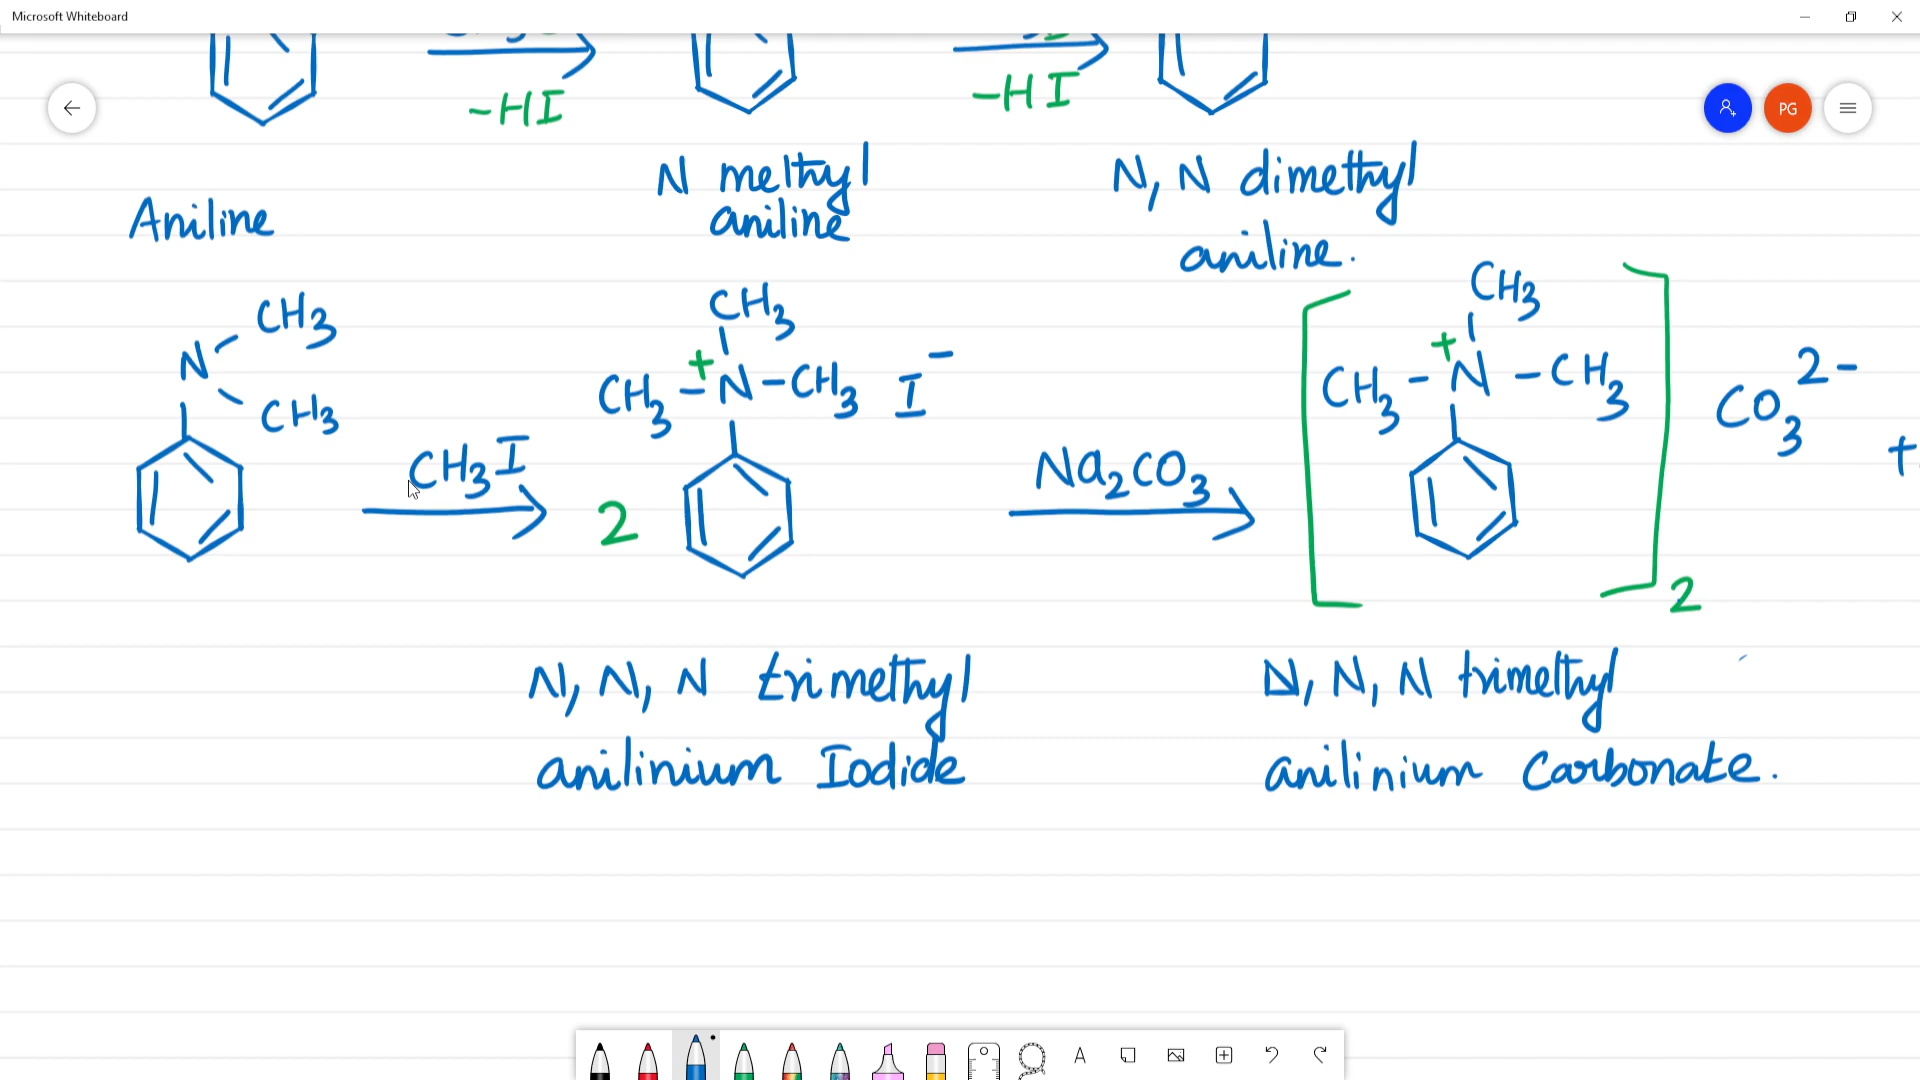 Microsoft Whiteboard
-HI
-HI
PG
N methyl
aniline
N, N dimethyl
aniline.
Aniline
CH3
N
CH3
CH3I
CH3
+
CH3 - N - CH3 I-
2
Na2CO3
CH3
+
CH3 - N - CH3
2
CO3 2-
+
N, N, N trimethyl
anilinium Iodide
N, N, N trimethyl
anilinium Carbonate.
A